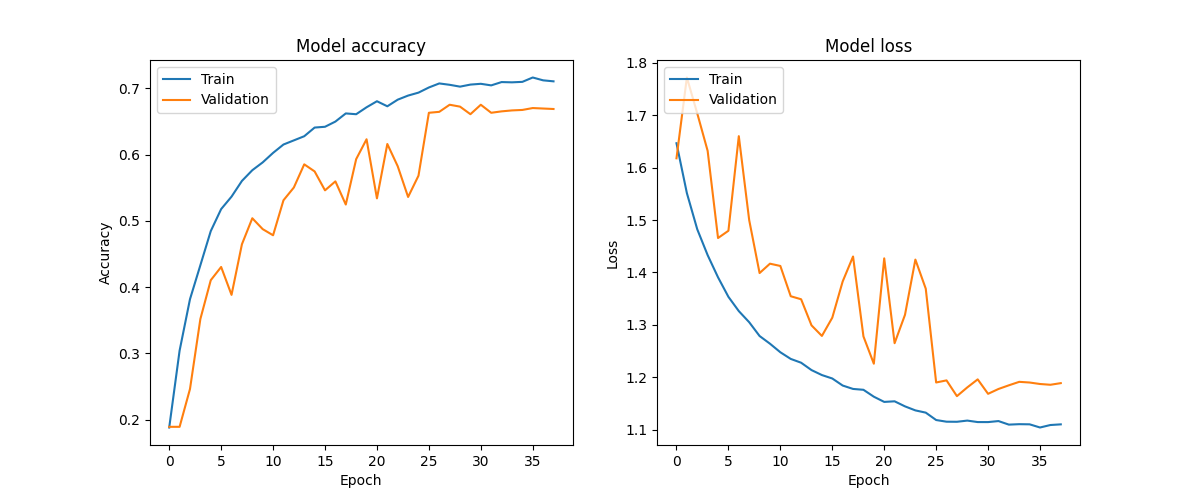 Model accuracy
Train
Validation
0.7
0.6
0.5
0.4
0.3
0.2
Accuracy
0 5 10 15 20 25 30 35
Epoch
Model loss
Train
Validation
1.8
1.7
1.6
1.5
1.4
1.3
1.2
1.1
Loss
0 5 10 15 20 25 30 35
Epoch